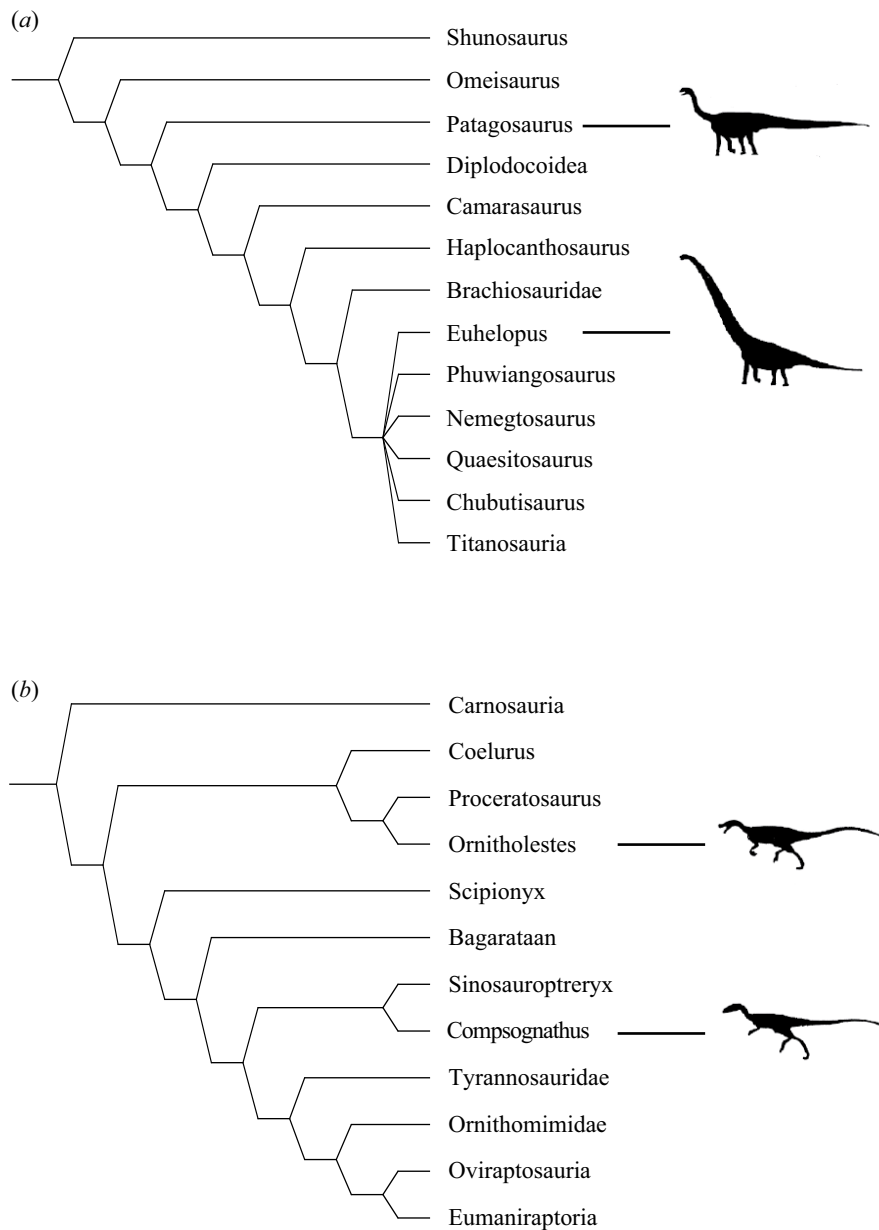 (a)
Shunosaurus
Omeisaurus
Patagosaurus
Diplodocoidea
Camarasaurus
Haplocanthosaurus
Brachiosauridae
Euhelopus
Phuwiangosaurus
Nemegtosaurus
Quaesitosaurus
Chubutisaurus
Titanosauria
(b)
Carnosauria
Coelurus
Proceratosaurus
Ornitholestes
Scipionyx
Bagarataan
Sinosauroptreryx
Compsognathus
Tyrannosauridae
Ornithomimidae
Oviraptosauria
Eumaniraptoria